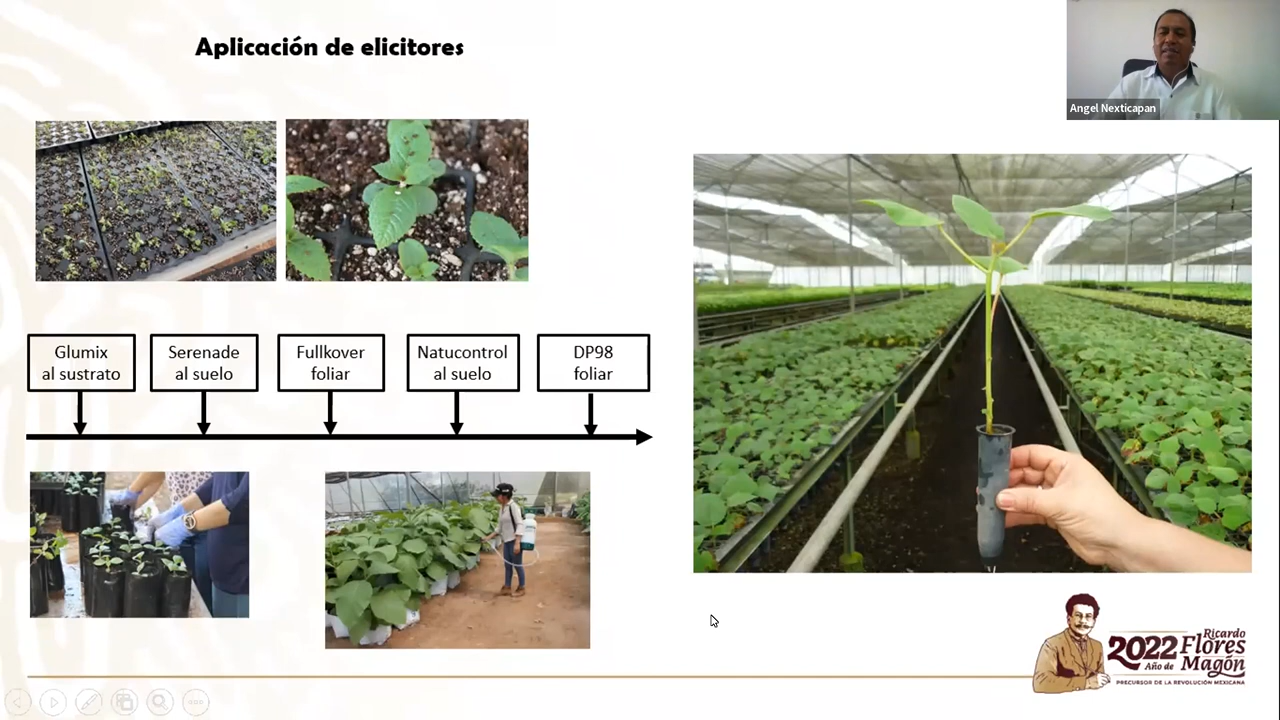 Aplicación de elicitores
Angel Nexticapan
Glumix
al sustrato
Serenade
al suelo
Fullkover
foliar
Natucontrol
al suelo
DP98
foliar
2022
Año de
Ricardo
Flores
Magón
PRECURSOR DE LA REVOLUCIÓN MEXICANA